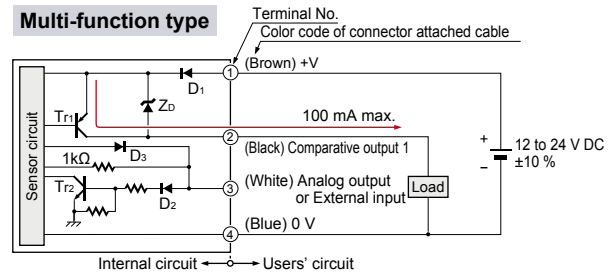 Multi-function type
Terminal No.
Color code of connector attached cable
1
(Brown) +V
D1
ZD
Tr1
100 mA max.
2
(Black) Comparative output 1
+
12 to 24 V DC
±10 %
−
Sensor circuit
D3
1kΩ
Tr2
D2
3
(White) Analog output
or External input
Load
4
(Blue) 0 V
Internal circuit
Users' circuit